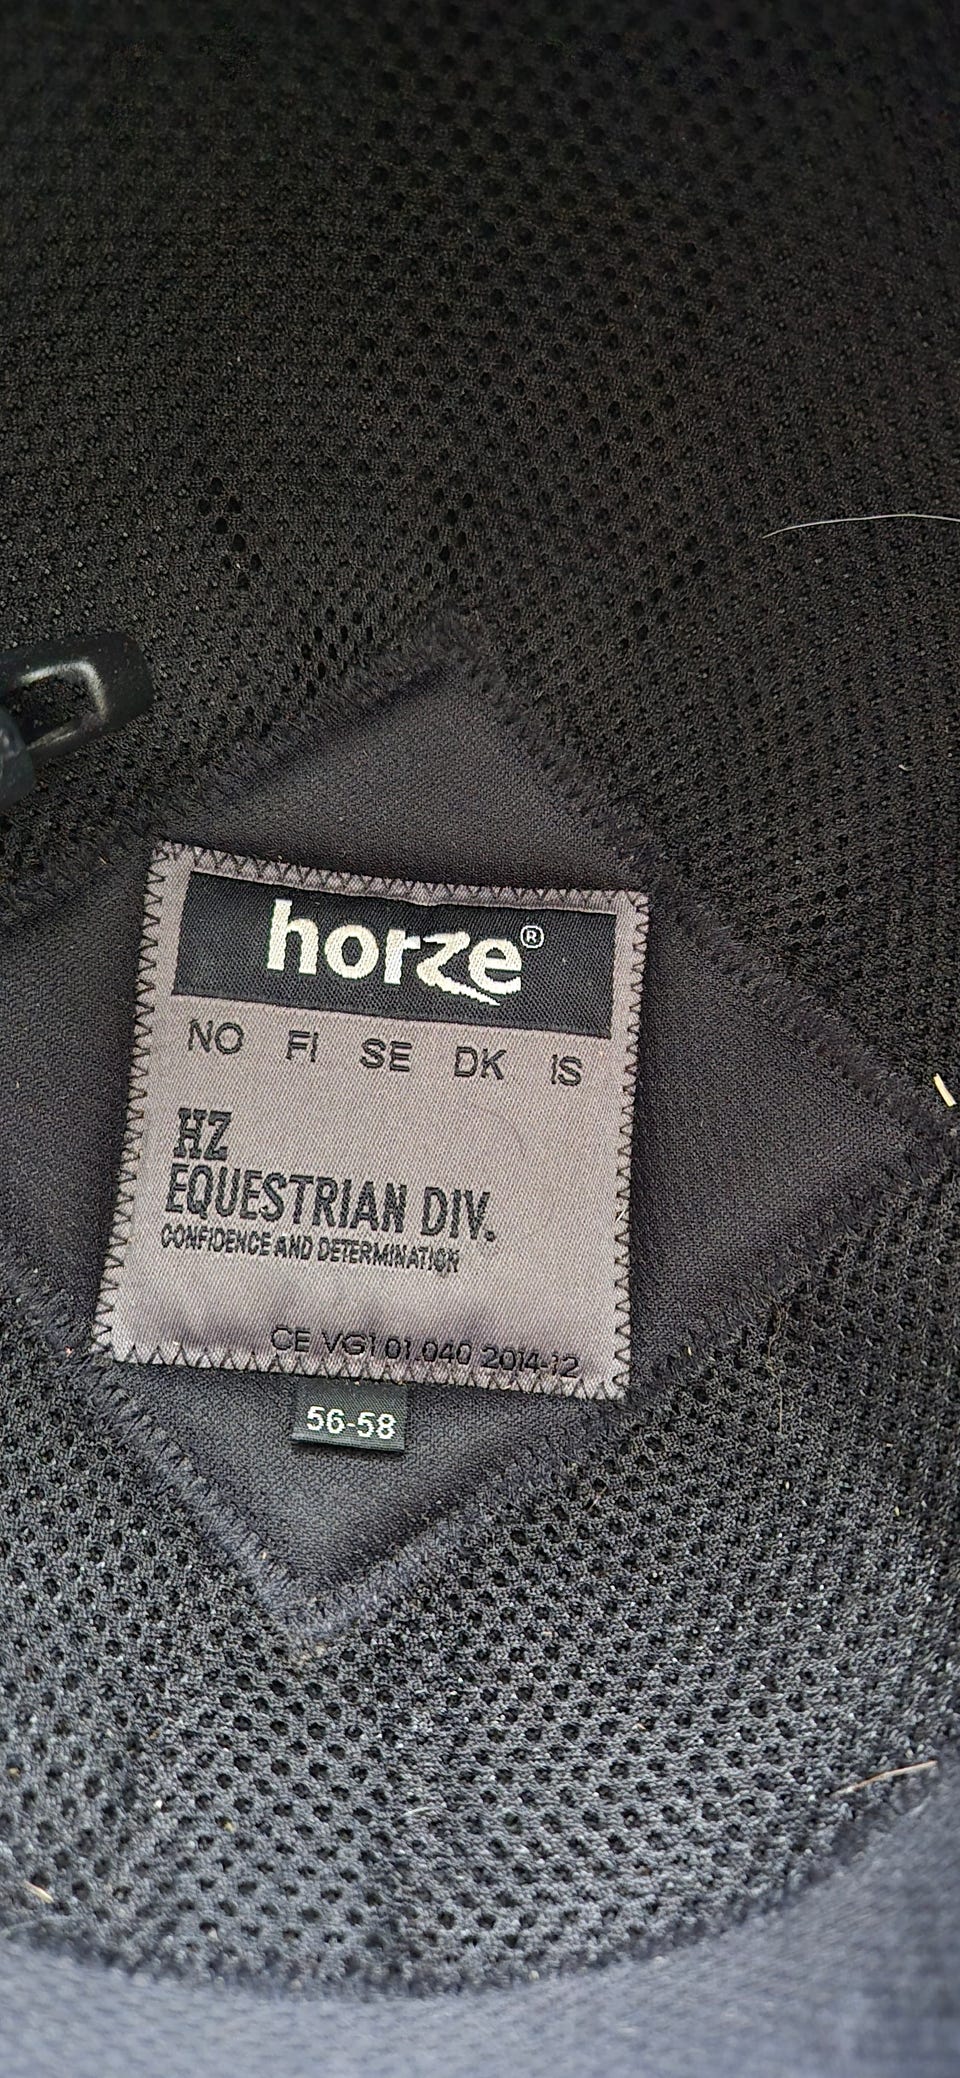 horze®
NO FI SE DK IS
HZ
EQUESTRIAN DIV.
CONFIDENCE AND DETERMINATION
CE VG1 01.040 2014-12
56-58